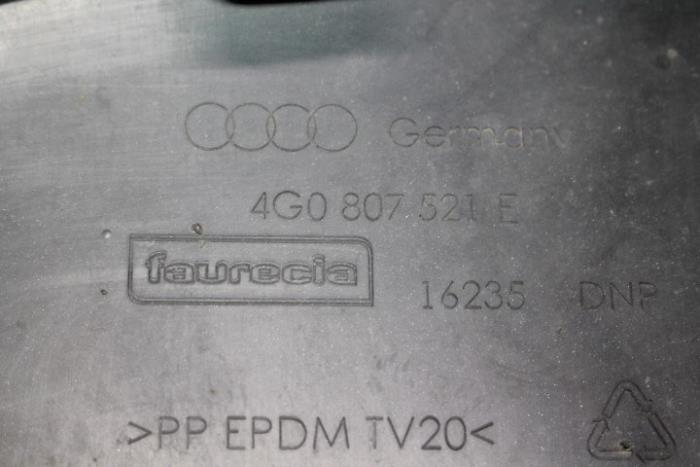 Germany
4G0 807 521 E
faurecia
16235 DNP
>PP EPDM TV20<